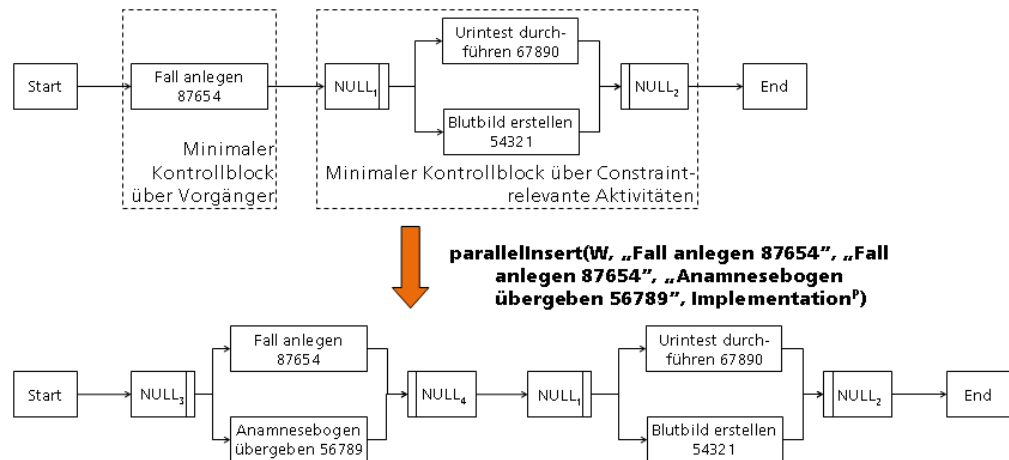 Start
Fall anlegen
87654
NULL₁
Urintest durch-
führen 67890
Blutbild erstellen
54321
NULL₂
End
Minimaler
Kontrollblock
über Vorgänger
Minimaler Kontrollblock über Constraint-
relevante Aktivitäten
parallelInsert(W, „Fall anlegen 87654”, „Fall
anlegen 87654”, „Anamnesebogen
übergeben 56789”, Implementationᵖ)
Start
NULL₃
Fall anlegen
87654
Anamnesebogen
übergeben 56789
NULL₄
NULL₁
Urintest durch-
führen 67890
Blutbild erstellen
54321
NULL₂
End